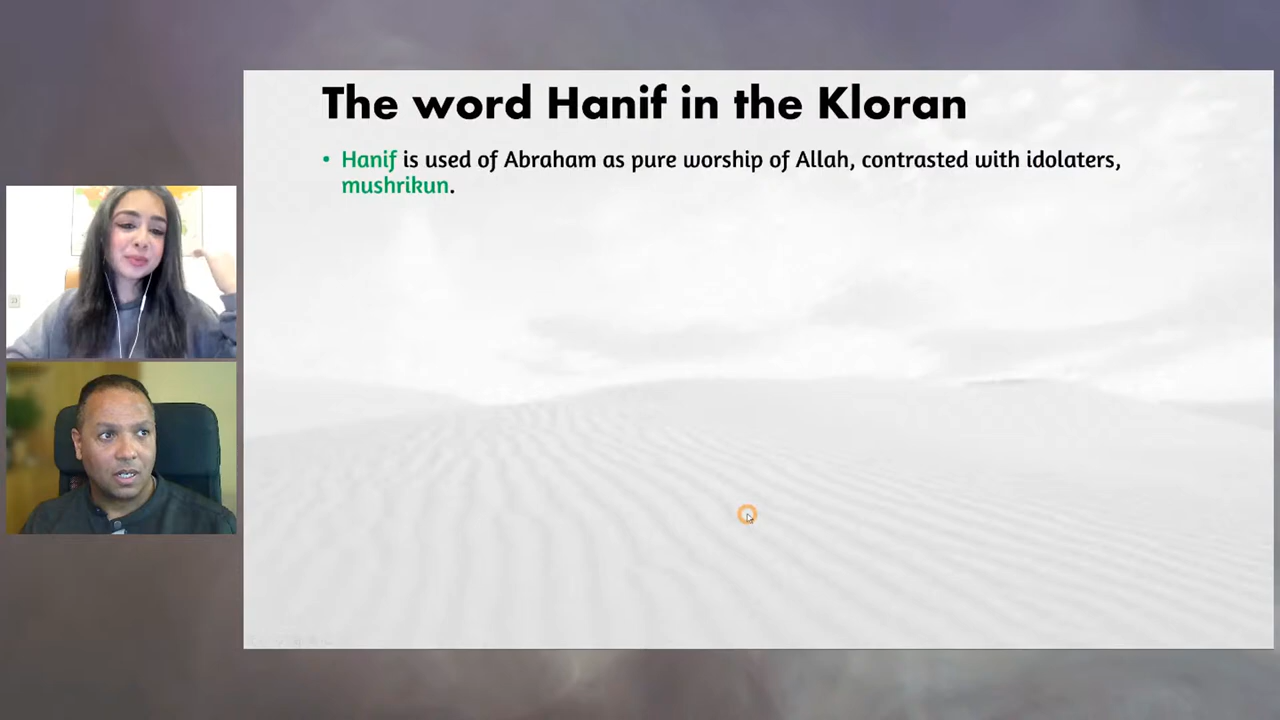 The word Hanif in the Kloran
• Hanif is used of Abraham as pure worship of Allah, contrasted with idolaters,
mushrikun.